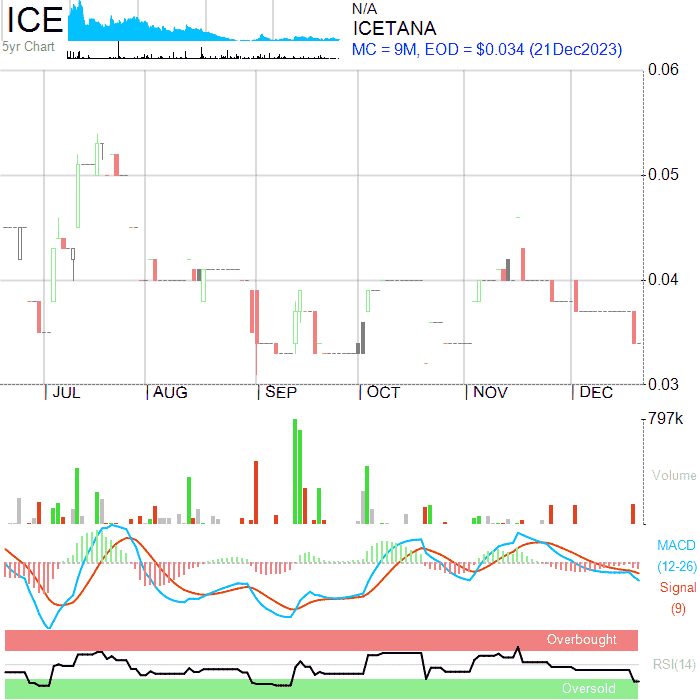 ICE
5yr Chart
N/A
ICETANA
MC = 9M, EOD = $0.034 (21Dec2023)
0.06
0.05
0.04
0.03
JUL AUG SEP OCT NOV DEC
797k
Volume
MACD
(12-26)
Signal
(9)
Overbought
RSI(14)
Oversold